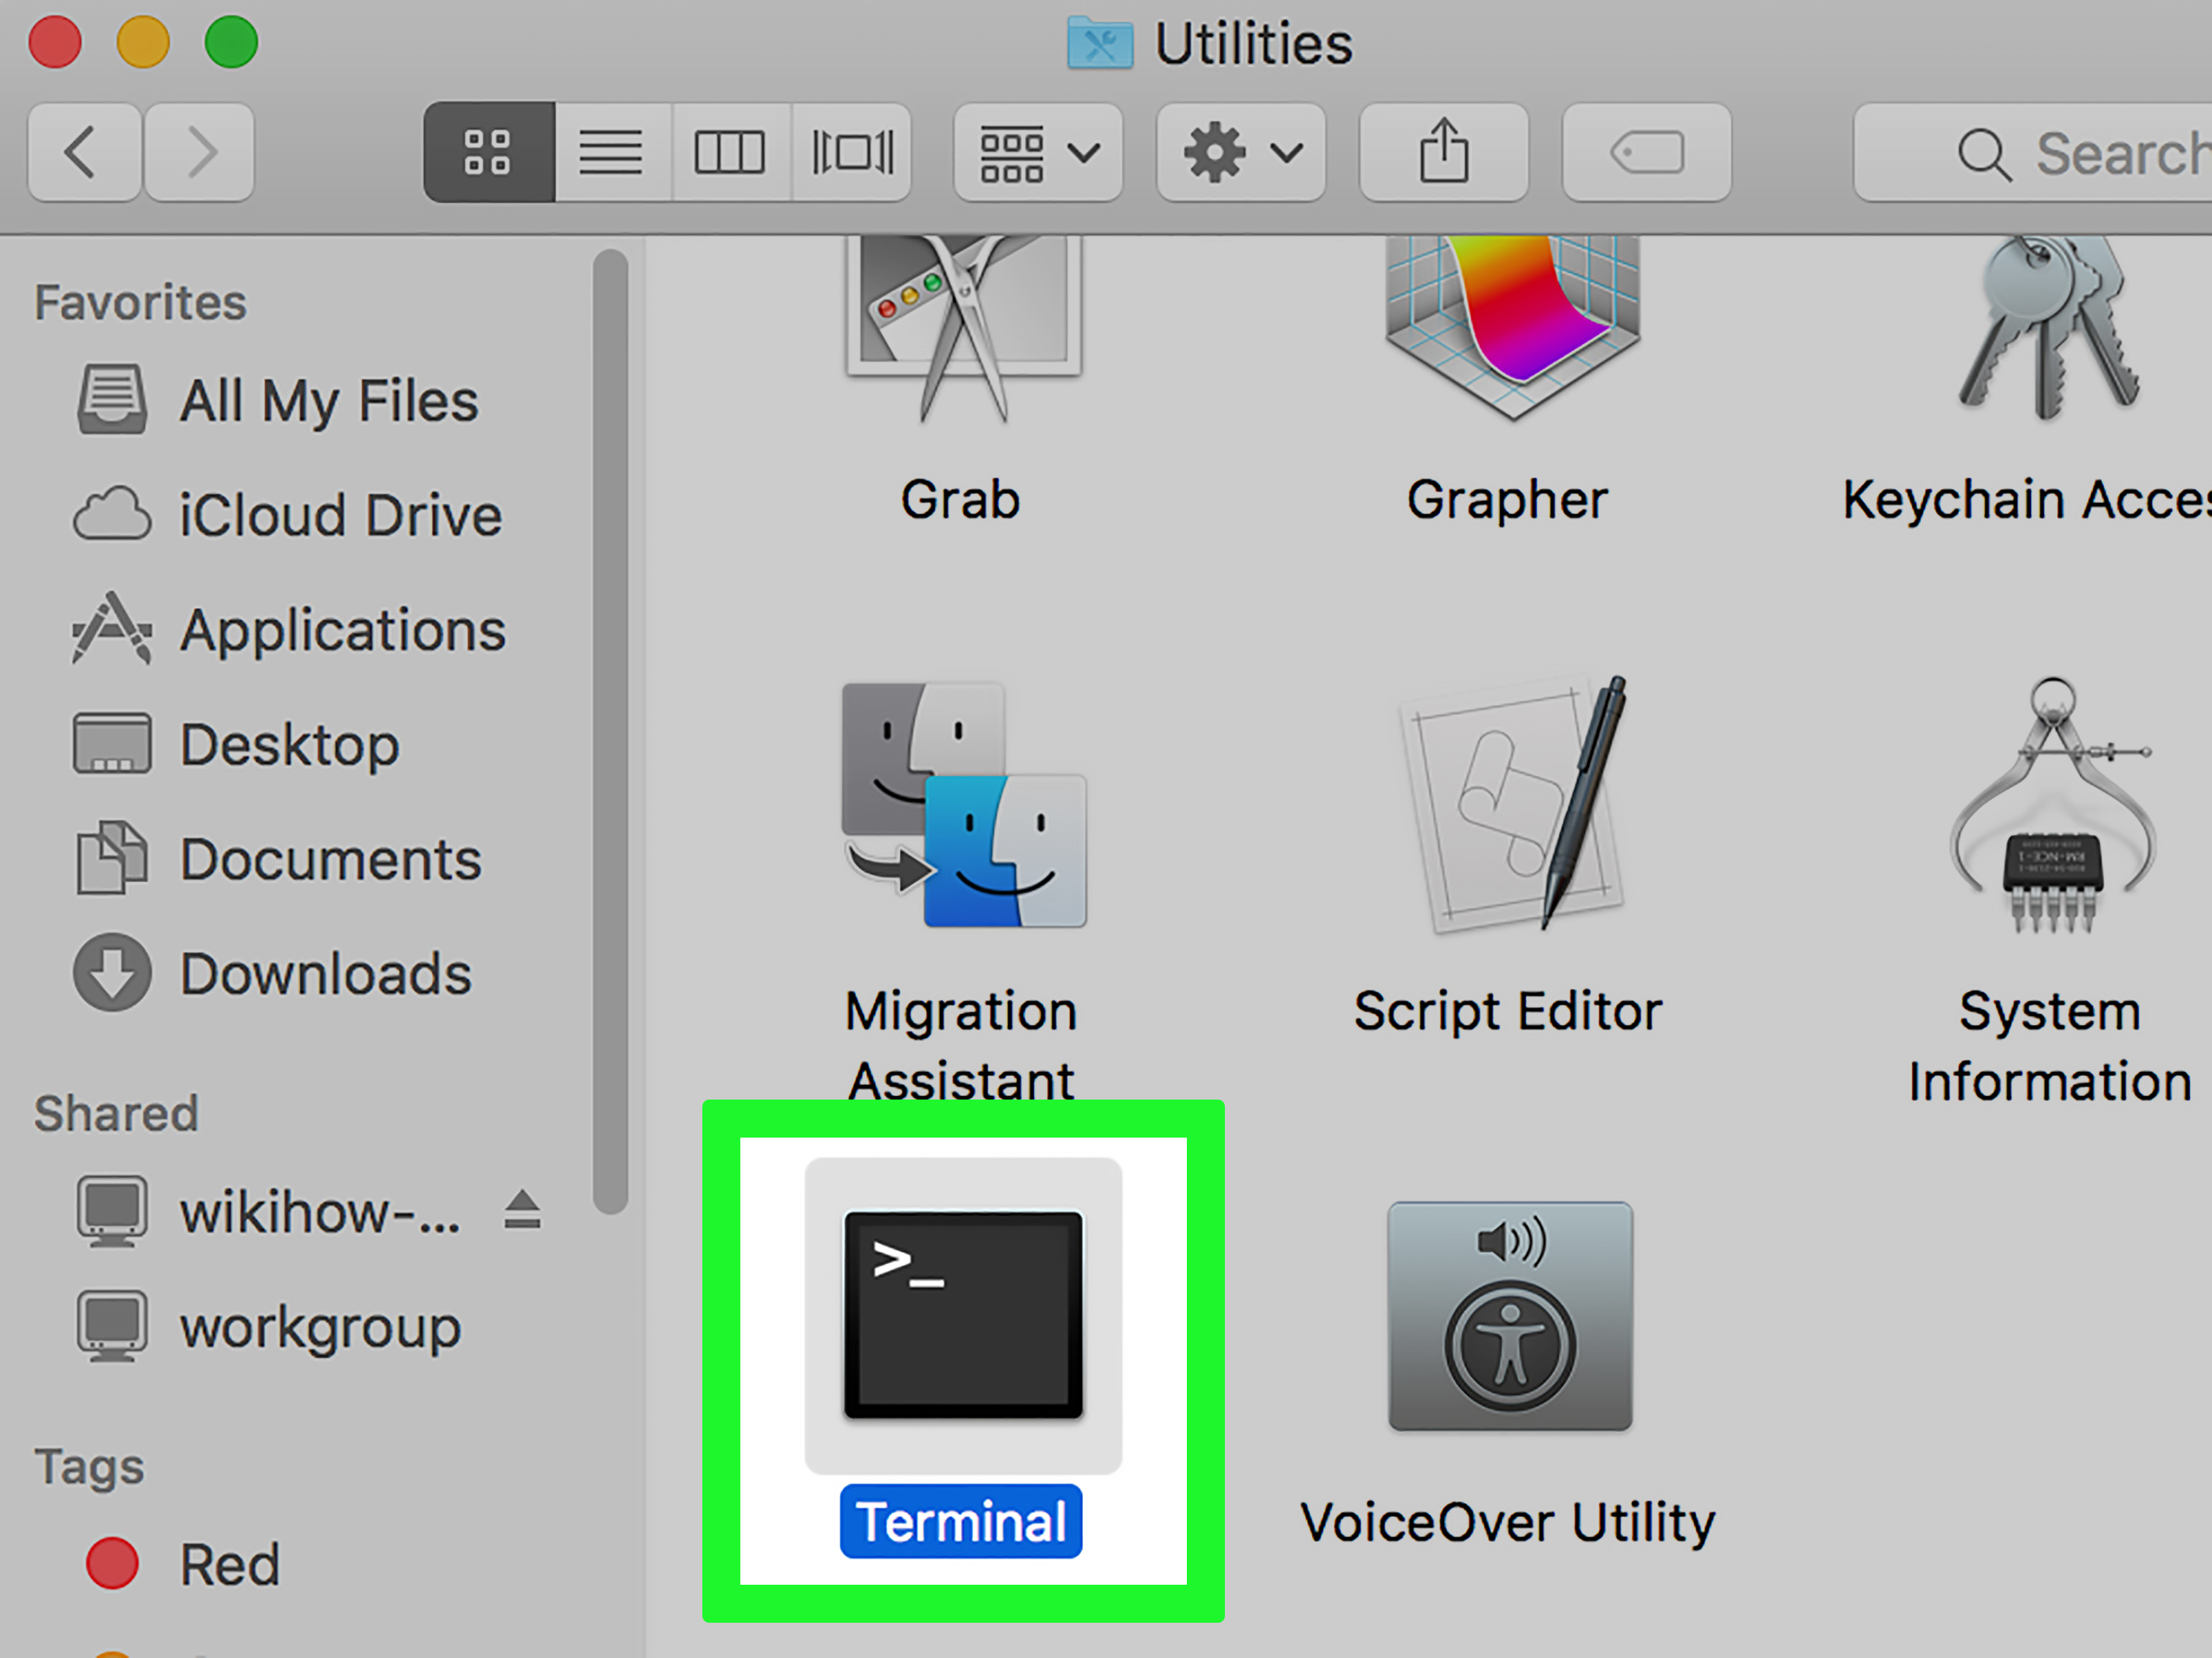 Utilities
Search
Favorites
All My Files
iCloud Drive
Applications
Desktop
Documents
Downloads
Shared
wikihow-...
workgroup
Tags
Red
Grab
Grapher
Keychain Acces
Migration
Assistant
Script Editor
System
Information
>_
Terminal
VoiceOver Utility